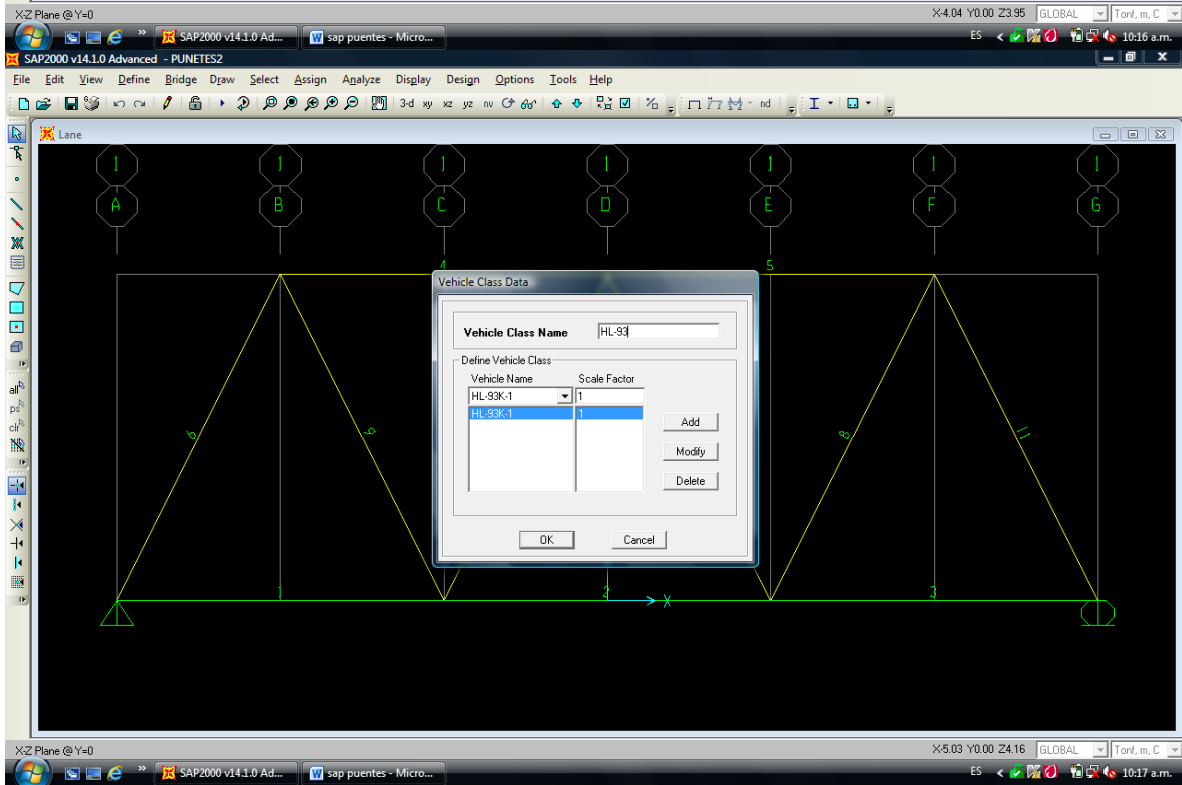 X-Z Plane @ Y=0
X-4.04 Y0.00 Z3.95 GLOBAL Tonf, m, C
» SAP2000 v14.1.0 Ad... sap puentes - Micro... ES < 10:16 a.m.
SAP2000 v14.1.0 Advanced - PUNETES2
File Edit View Define Bridge Draw Select Assign Analyze Display Design Options Tools Help
3-d xy xz yz nv nd
Lane
1 1 1 1 1 1 1
A B C D E F G
4 5
Vehicle Class Data
Vehicle Class Name HL-93
Define Vehicle Class
Vehicle Name Scale Factor
HL-93K-1 1
HL-93K-1 1
Add
Modify
Delete
OK Cancel
all
ps
clr
9 6 8 11
1 2 3
X
X-Z Plane @ Y=0
X-5.03 Y0.00 Z4.16 GLOBAL Tonf, m, C
» SAP2000 v14.1.0 Ad... sap puentes - Micro... ES < 10:17 a.m.